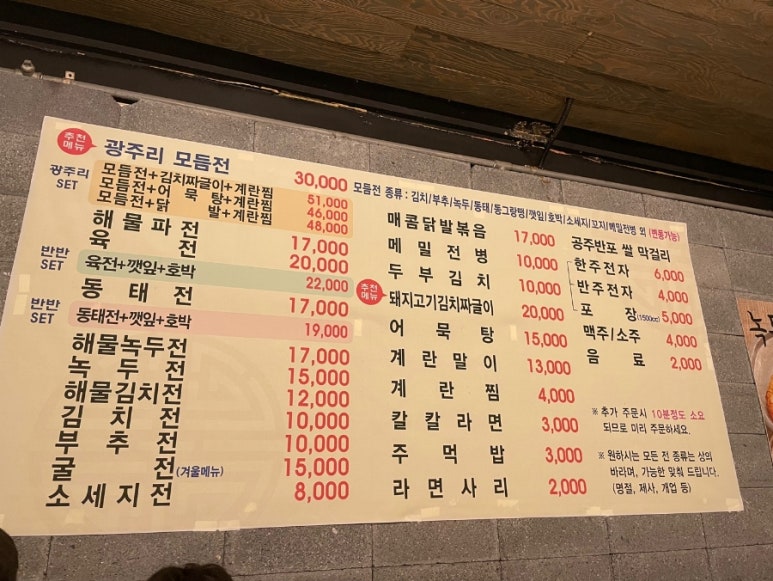 추천메뉴 광주리 모듬전 30,000
모듬전 종류 : 김치/부추/녹두/동태/동그랑땡/깻잎/호박/소세지/꼬지/메밀전병 외 (변동가능)
광주리 SET
모듬전+김치짜글이+계란찜 51,000
모듬전+어묵탕+계란찜 46,000
모듬전+닭발+계란찜 48,000
해물파전 17,000
육전 20,000
반반 SET 육전+깻잎+호박 22,000
동태전 17,000
반반 SET 동태전+깻잎+호박 19,000
해물녹두전 17,000
녹두전 15,000
해물김치전 12,000
김치전 10,000
부추전 10,000
굴전(겨울메뉴) 15,000
소세지전 8,000
매콤닭발볶음 17,000
메밀전병 10,000
두부김치 10,000
추천메뉴 돼지고기김치짜글이 20,000
어묵탕 15,000
계란말이 13,000
계란찜 4,000
칼칼라면 3,000
주먹밥 3,000
라면사리 2,000
공주반포 쌀 막걸리
한주전자 6,000
반주전자 4,000
포장(1500cc) 5,000
맥주/소주 4,000
음료 2,000
※ 추가 주문시 10분정도 소요
되므로 미리 주문하세요.
※ 원하시는 모든 전 종류는 상의
바라며, 가능한 맞춰 드립니다.
(명절, 제사, 개업 등)